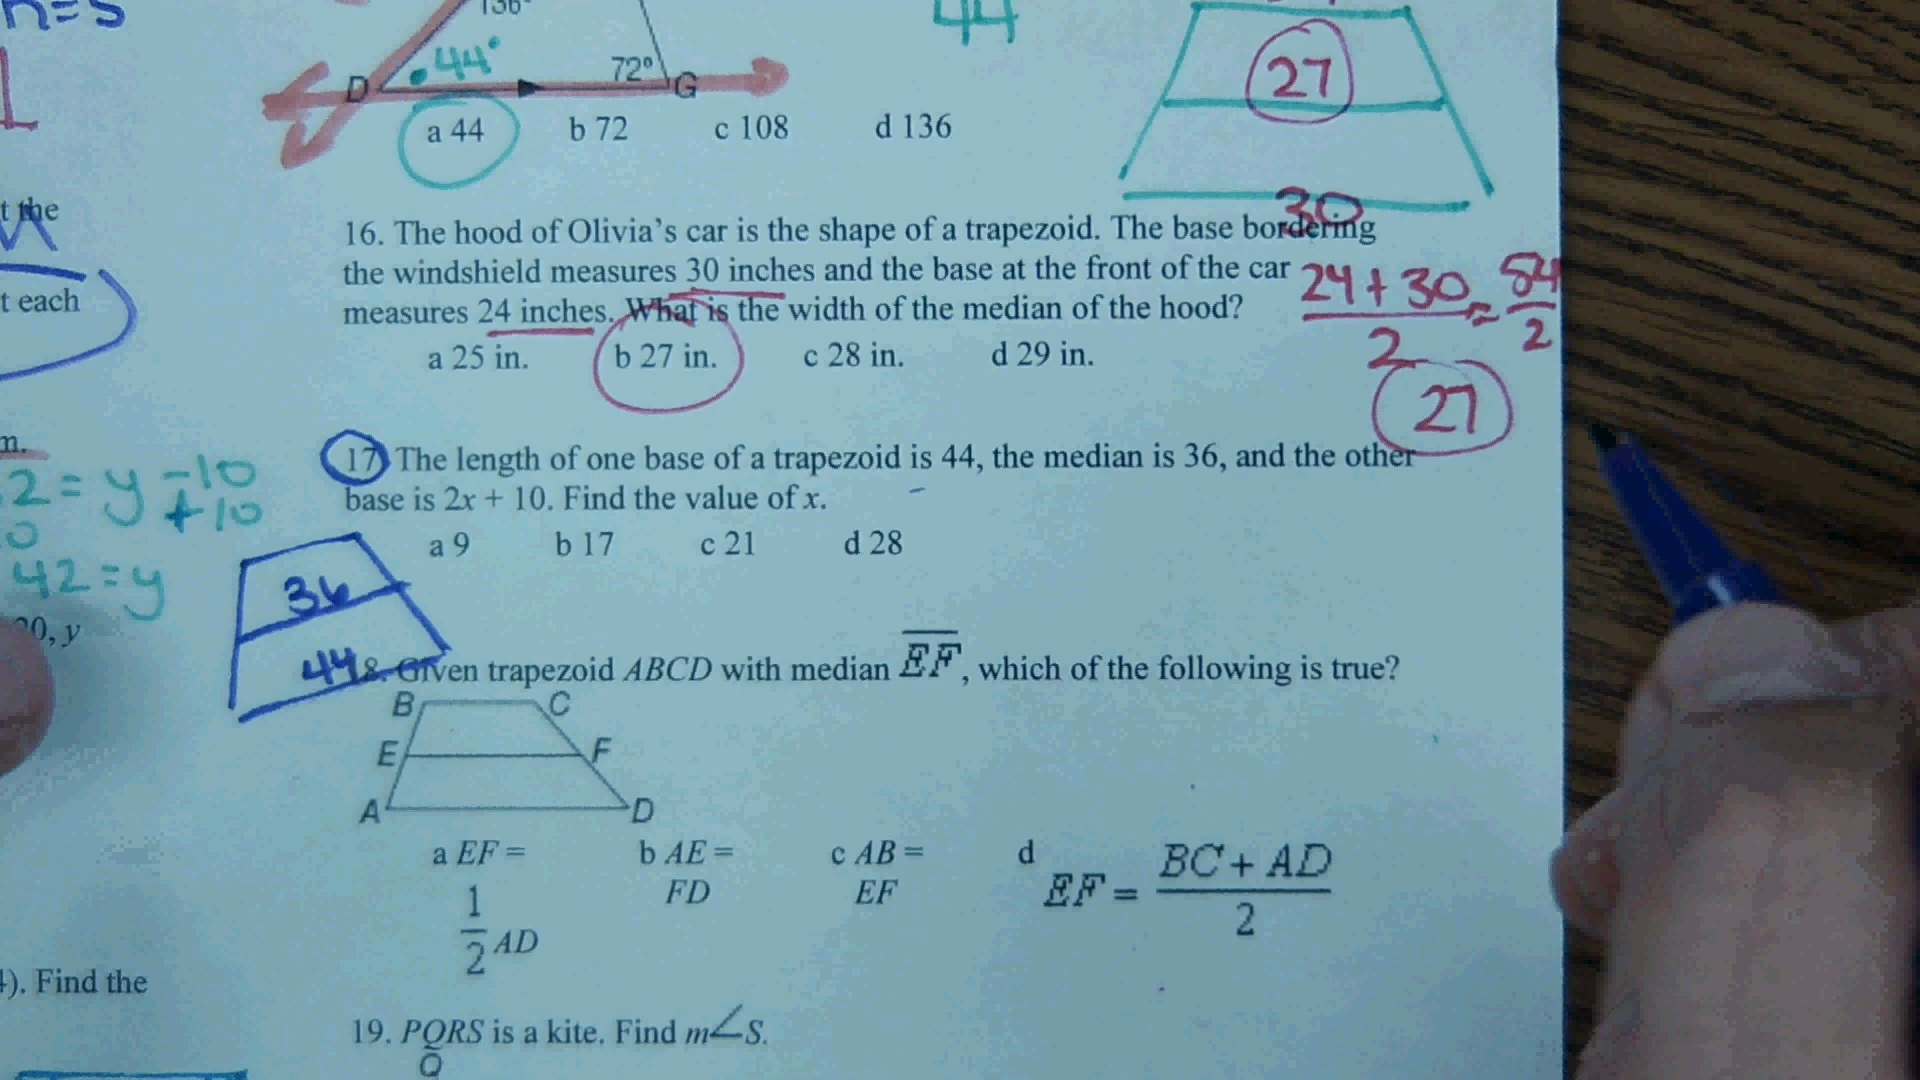 n=5
44
D
44°
72°
G
27
a 44 b 72 c 108 d 136
30
t the
16. The hood of Olivia's car is the shape of a trapezoid. The base bordering
the windshield measures 30 inches and the base at the front of the car
measures 24 inches. What is the width of the median of the hood?
24+30 = 54
2 2
a 25 in. b 27 in. c 28 in. d 29 in.
27
t each
17 The length of one base of a trapezoid is 44, the median is 36, and the other
base is 2x + 10. Find the value of x.
a 9 b 17 c 21 d 28
m.
2 = y -10
+10
42=y
36
44
, y
8. Given trapezoid ABCD with median EF, which of the following is true?
B C
E F
A D
a EF = b AE = c AB = d
1/2 AD FD EF EF = BC + AD / 2
). Find the
19. PQRS is a kite. Find m∠S.
Q